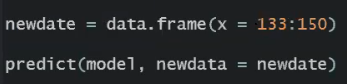 newdate = data.frame(x = 133:150)
predict(model, newdata = newdate)